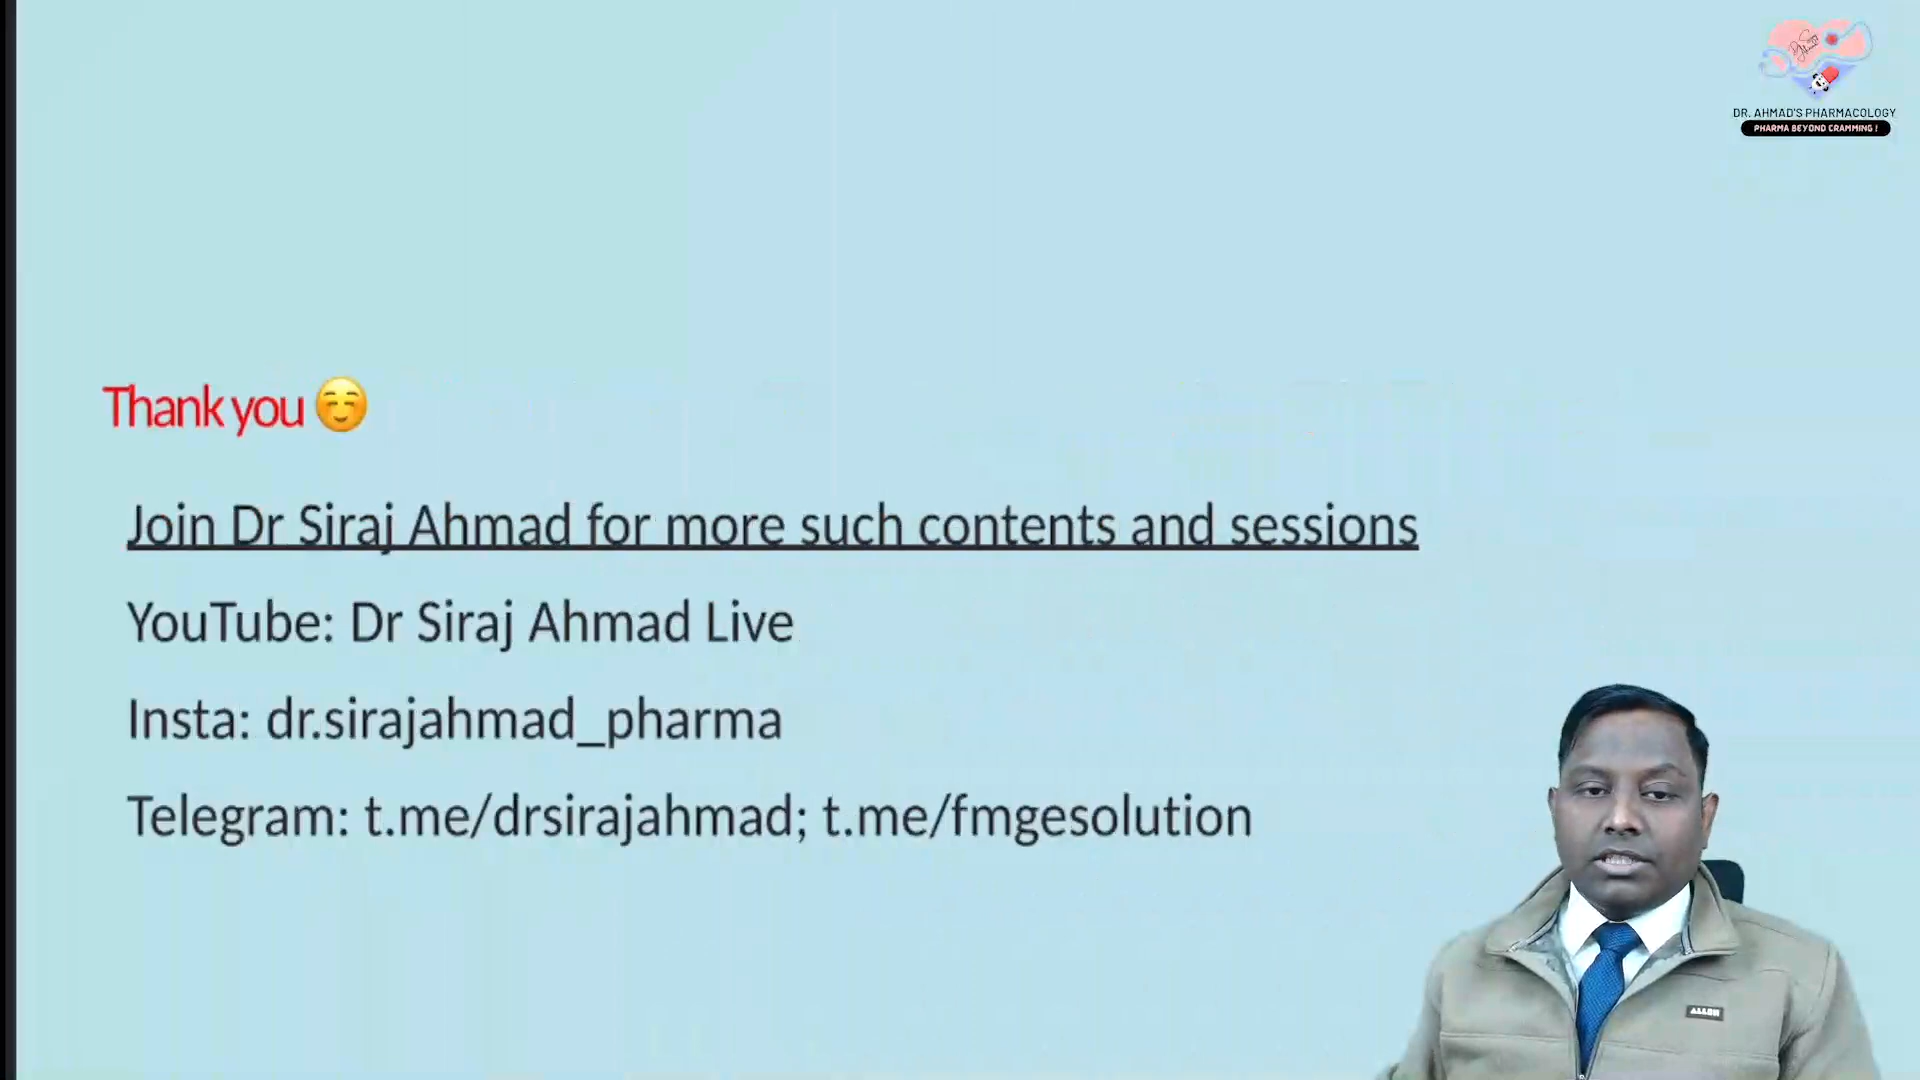 DR. AHMAD'S PHARMACOLOGY
PHARMA BEYOND CRAMMING !
Thank you ☺️
Join Dr Siraj Ahmad for more such contents and sessions
YouTube: Dr Siraj Ahmad Live
Insta: dr.sirajahmad_pharma
Telegram: t.me/drsirajahmad; t.me/fmgesolution